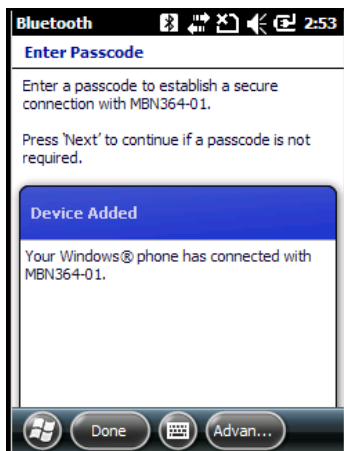 Bluetooth 2:53
Enter Passcode
Enter a passcode to establish a secure
connection with MBN364-01.
Press 'Next' to continue if a passcode is not
required.
Device Added
Your Windows® phone has connected with
MBN364-01.
Done Advan...